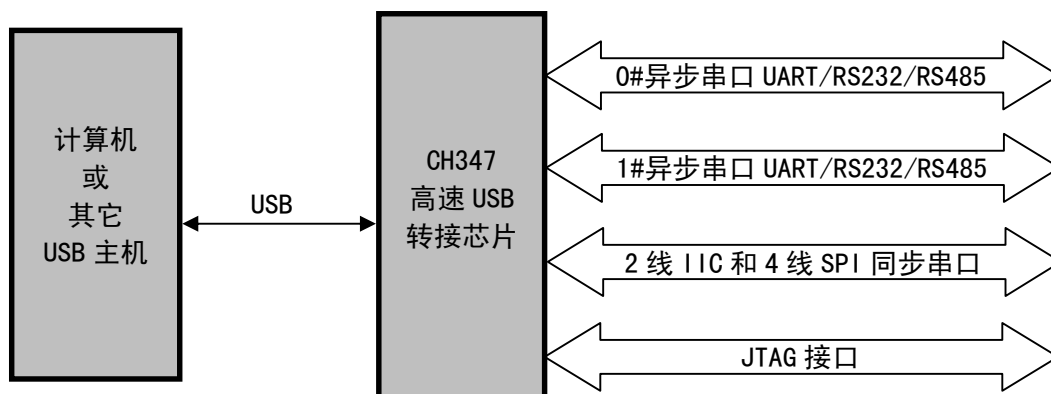 计算机
或
其它
USB 主机
USB
CH347
高速 USB
转接芯片
0#异步串口 UART/RS232/RS485
1#异步串口 UART/RS232/RS485
2 线 IIC 和 4 线 SPI 同步串口
JTAG 接口